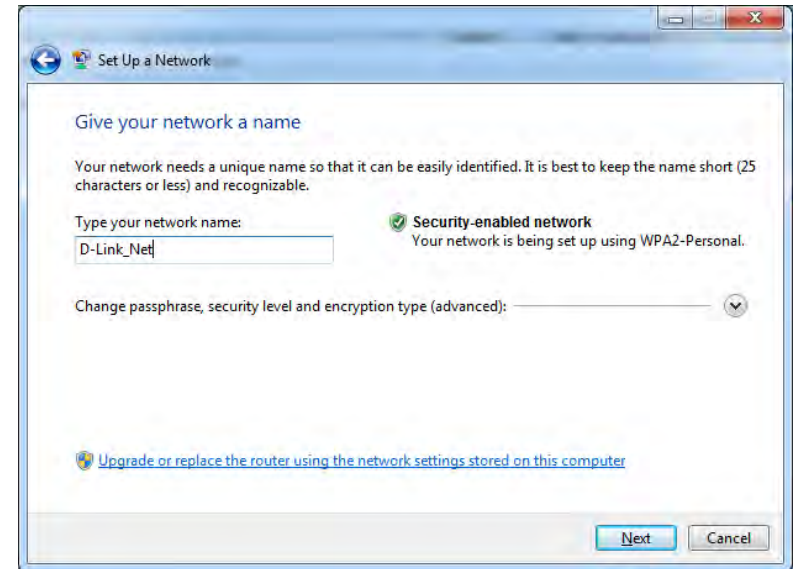 Set Up a Network
Give your network a name
Your network needs a unique name so that it can be easily identified. It is best to keep the name short (25
characters or less) and recognizable.
Type your network name:
D-Link_Net
Security-enabled network
Your network is being set up using WPA2-Personal.
Change passphrase, security level and encryption type (advanced):
Upgrade or replace the router using the network settings stored on this computer
Next
Cancel